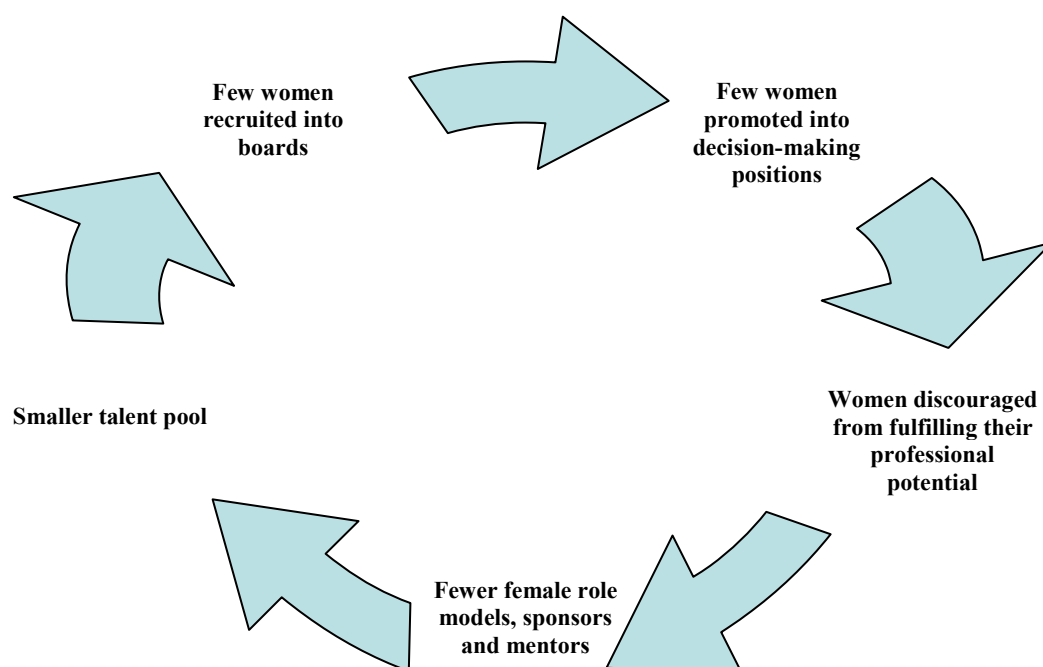 Few women
recruited into
boards
Few women
promoted into
decision-making
positions
Women discouraged
from fulfilling their
professional
potential
Fewer female role
models, sponsors
and mentors
Smaller talent pool